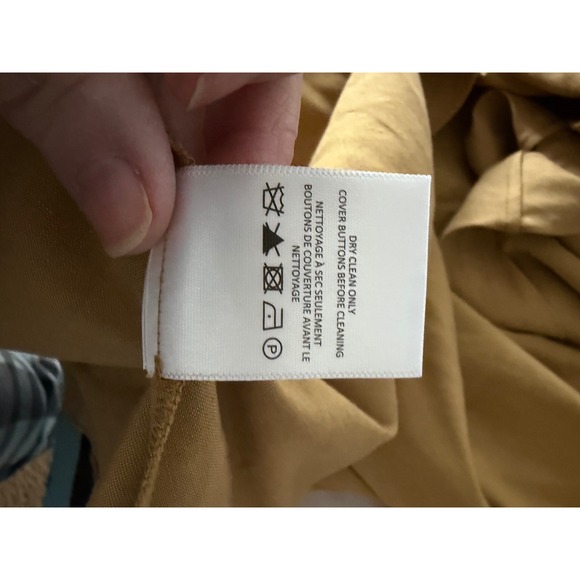 DRY CLEAN ONLY
COVER BUTTONS BEFORE CLEANING
NETTOYAGE À SEC SEULEMENT
BOUTONS DE COUVERTURE AVANT LE
NETTOYAGE
P